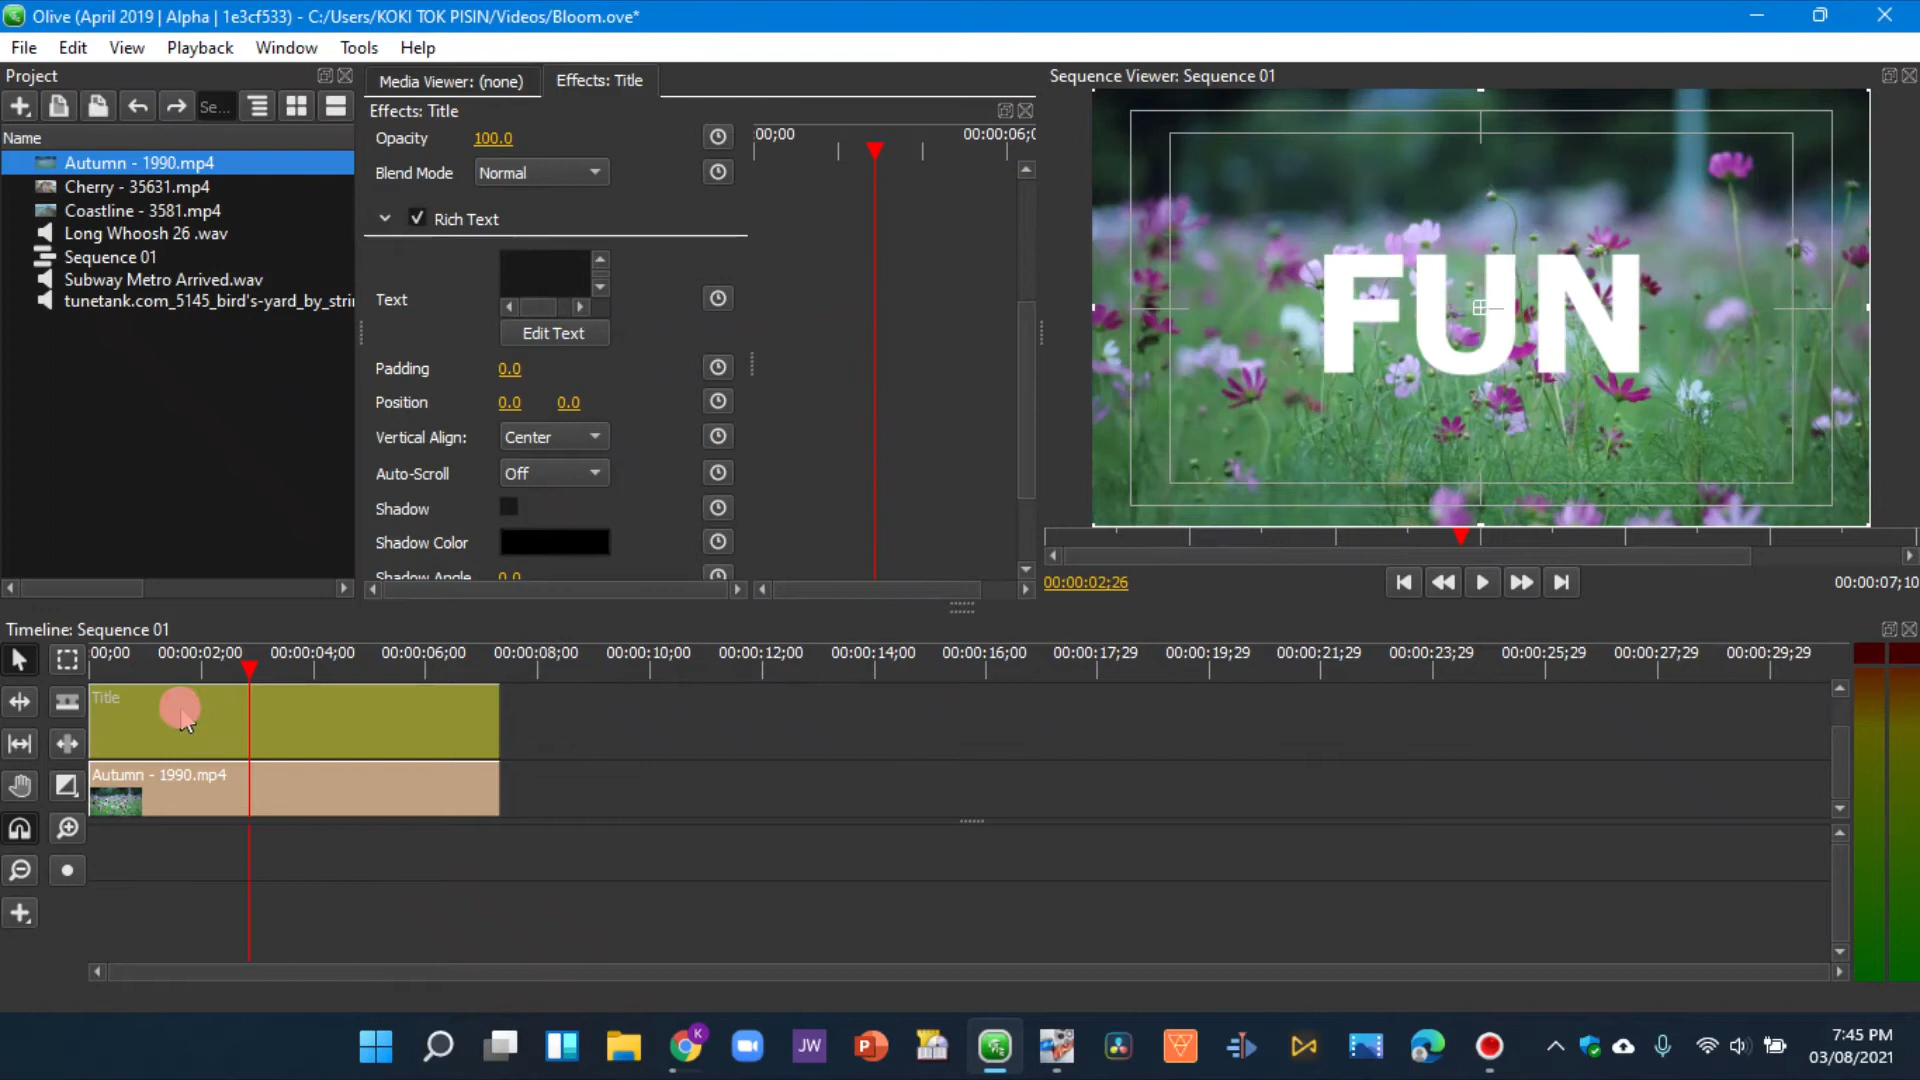 Olive (April 2019 | Alpha | 1e3cf533) - C:/Users/KOKI TOK PISIN/Videos/Bloom.ove*
File Edit View Playback Window Tools Help
Project
Se...
Name
Autumn - 1990.mp4
Cherry - 35631.mp4
Coastline - 3581.mp4
Long Whoosh 26 .wav
Sequence 01
Subway Metro Arrived.wav
tunetank.com_5145_bird's-yard_by_stri
Media Viewer: (none)
Effects: Title
Effects: Title
Opacity 100.0
Blend Mode Normal
Rich Text
Text
Edit Text
Padding 0.0
Position 0.0 0.0
Vertical Align: Center
Auto-Scroll Off
Shadow
Shadow Color
Shadow Angle 0.0
00;00 00:00:06;0
Sequence Viewer: Sequence 01
FUN
00:00:02;26
00:00:07;10
Timeline: Sequence 01
00;00 00:00:02;00 00:00:04;00 00:00:06;00 00:00:08;00 00:00:10;00 00:00:12;00 00:00:14;00 00:00:16;00 00:00:17;29 00:00:19;29 00:00:21;29 00:00:23;29 00:00:25;29 00:00:27;29 00:00:29;29
Title
Autumn - 1990.mp4
K
JW
P
7:45 PM
03/08/2021